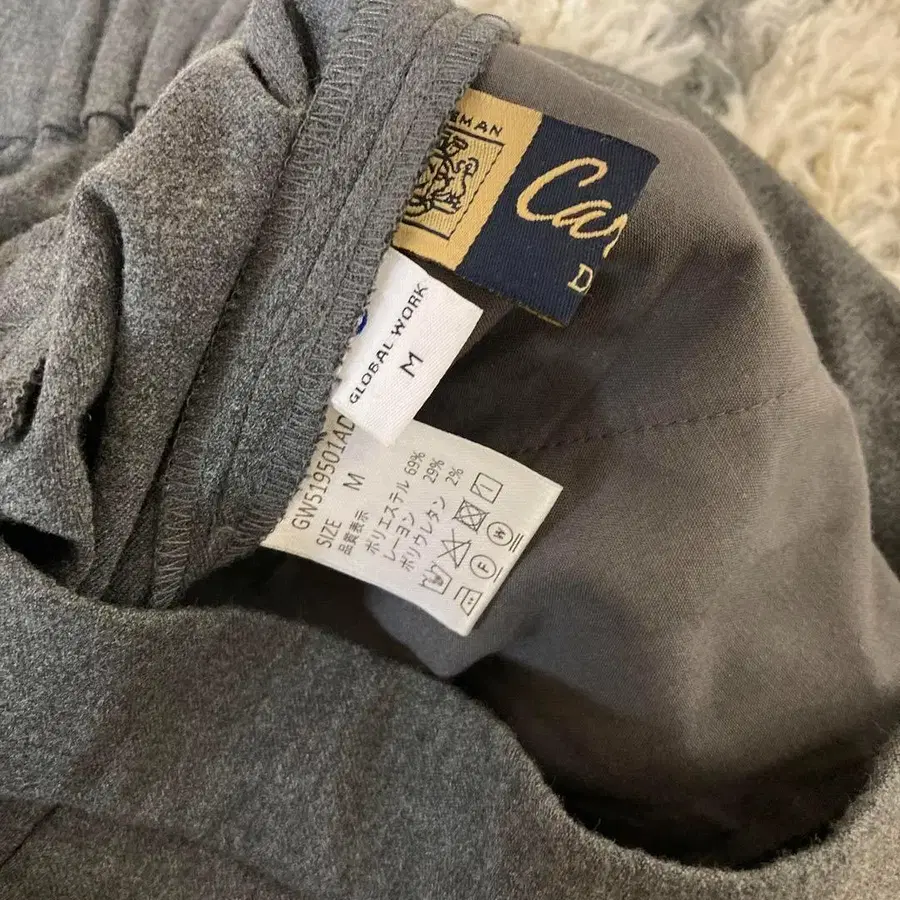 EMAN
Car
D
GLOBAL WORK
M
GW519501AD
SIZE M
品質表示
ポリエステル 69%
レーヨン 29%
ポリウレタン 2%
W
F